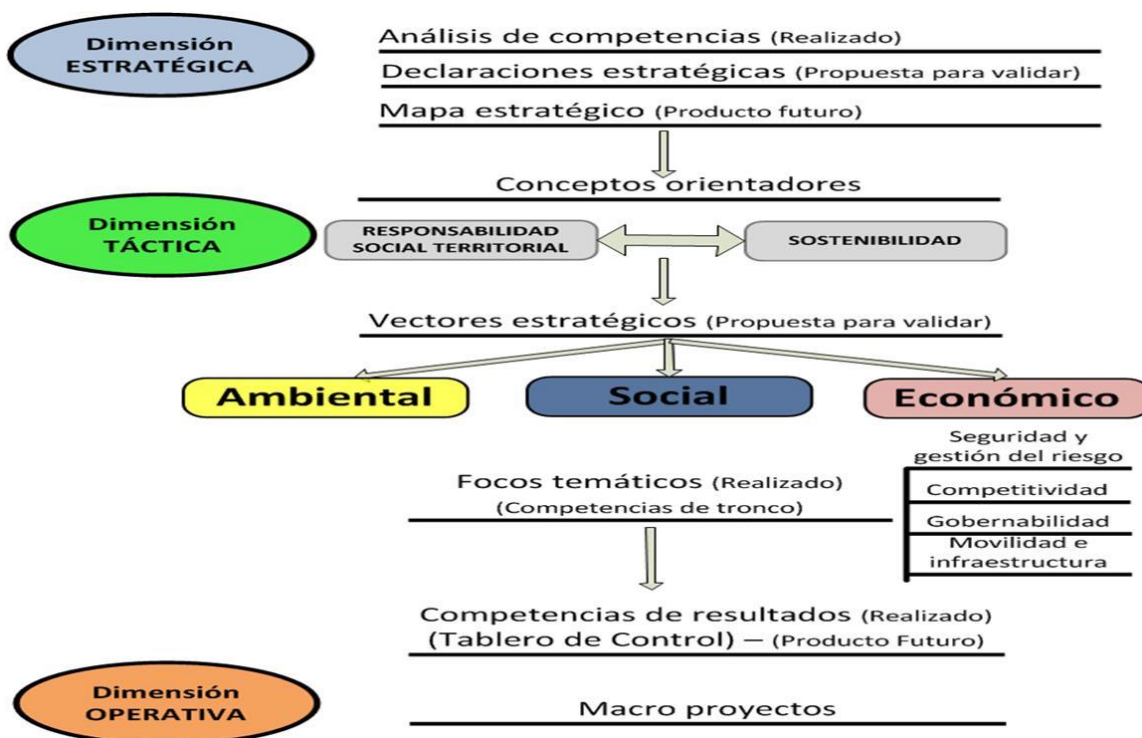 Dimensión
ESTRATÉGICA
Análisis de competencias (Realizado)
Declaraciones estratégicas (Propuesta para validar)
Mapa estratégico (Producto futuro)
Conceptos orientadores
Dimensión
TÁCTICA
RESPONSABILIDAD
SOCIAL TERRITORIAL
SOSTENIBILIDAD
Vectores estratégicos (Propuesta para validar)
Ambiental
Social
Económico
Focos temáticos (Realizado)
(Competencias de tronco)
Seguridad y
gestión del riesgo
Competitividad
Gobernabilidad
Movilidad e
infraestructura
Competencias de resultados (Realizado)
(Tablero de Control) – (Producto Futuro)
Dimensión
OPERATIVA
Macro proyectos